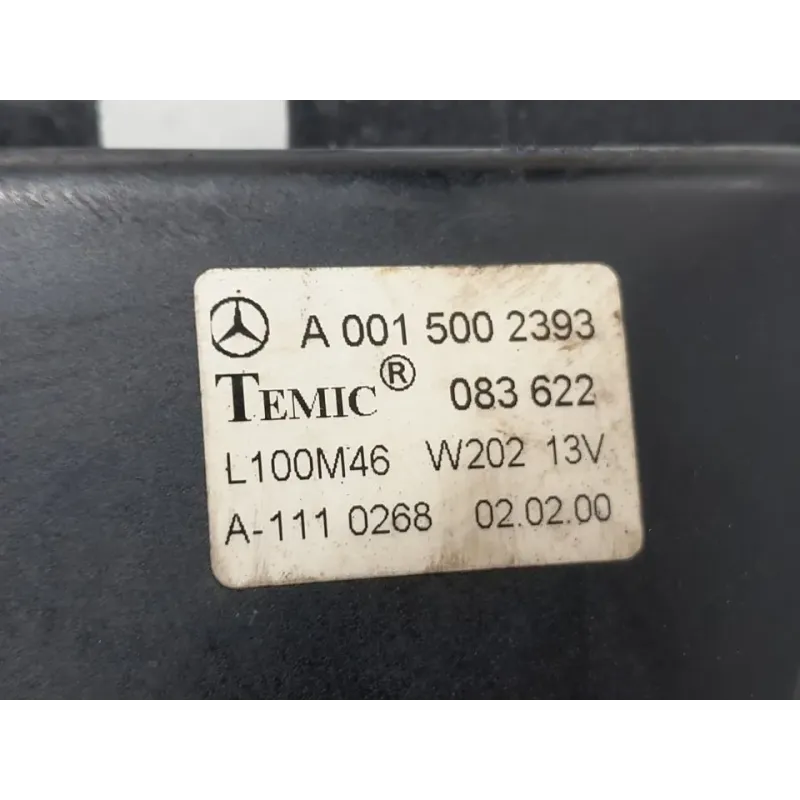 A 001 500 2393
TEMIC® 083 622
L100M46 W202 13V
A-111 0268 02.02.00